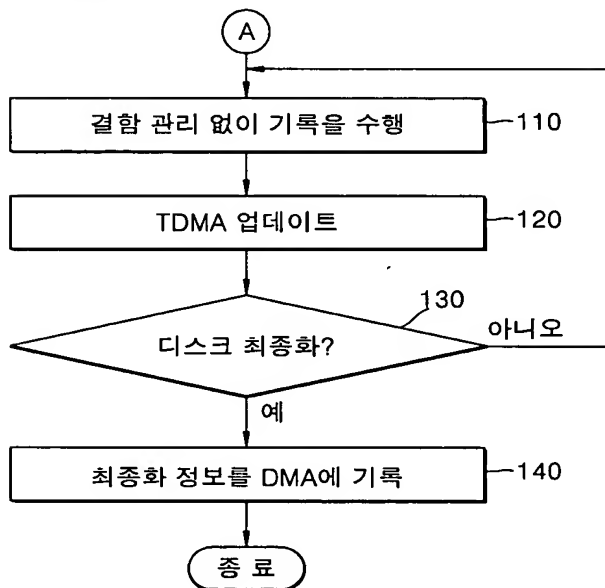 A
결함 관리 없이 기록을 수행
110
TDMA 업데이트
120
130
디스크 최종화?
아니오
예
최종화 정보를 DMA에 기록
140
종 료